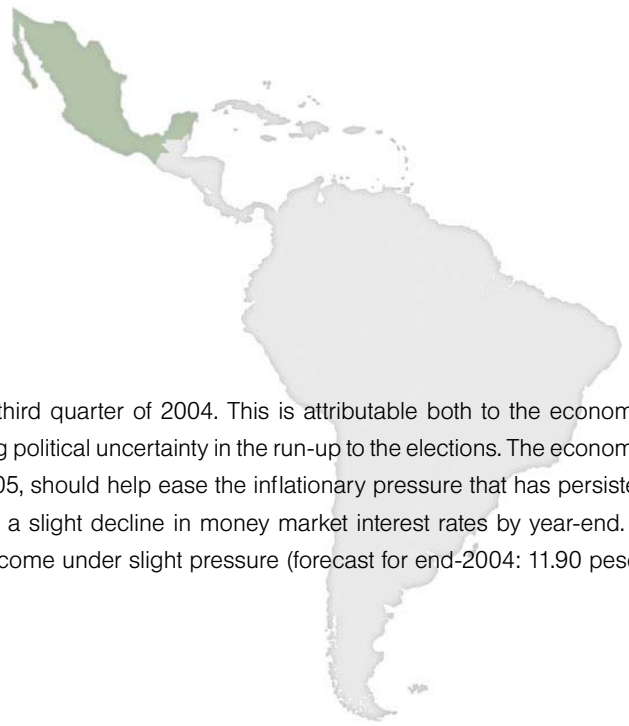 third quarter of 2004. This is attributable both to the econom
g political uncertainty in the run-up to the elections. The econom
05, should help ease the inflationary pressure that has persiste
a slight decline in money market interest rates by year-end.
come under slight pressure (forecast for end-2004: 11.90 pes